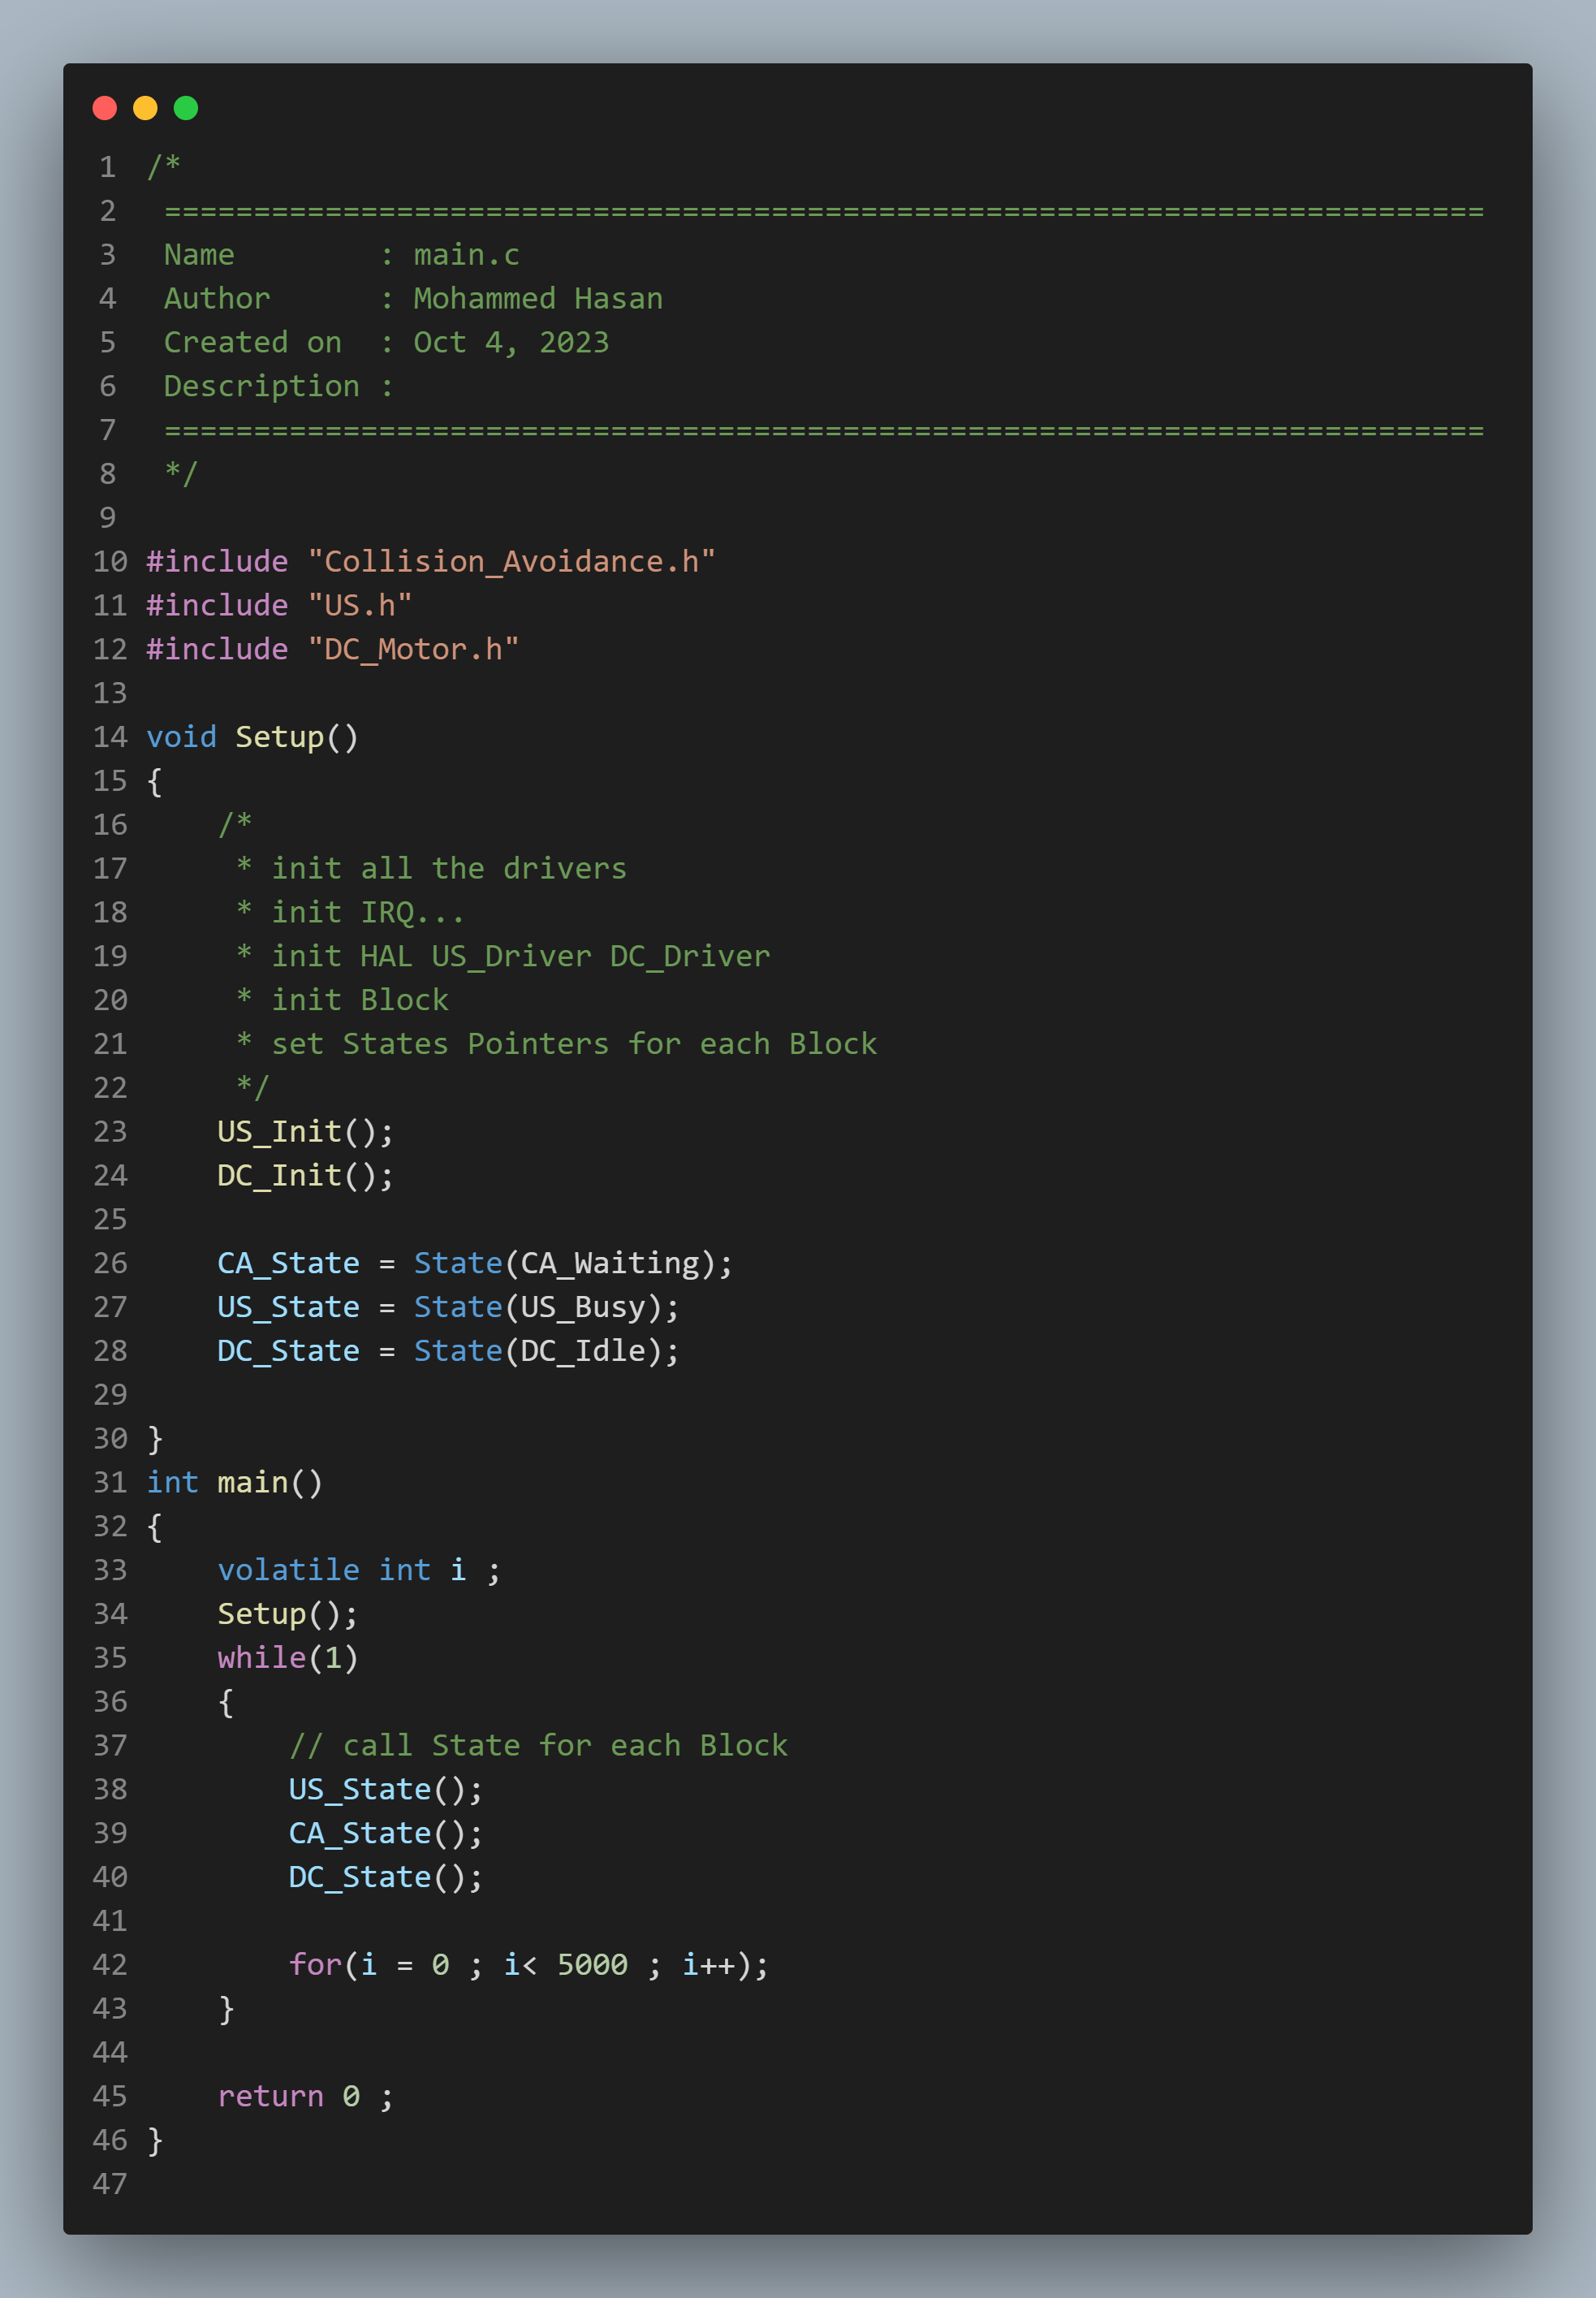 1 /*
2  ==========================================================================
3  Name        : main.c
4  Author      : Mohammed Hasan
5  Created on  : Oct 4, 2023
6  Description :
7  ==========================================================================
8  */
9
10 #include "Collision_Avoidance.h"
11 #include "US.h"
12 #include "DC_Motor.h"
13
14 void Setup()
15 {
16     /*
17      * init all the drivers
18      * init IRQ...
19      * init HAL US_Driver DC_Driver
20      * init Block
21      * set States Pointers for each Block
22      */
23     US_Init();
24     DC_Init();
25
26     CA_State = State(CA_Waiting);
27     US_State = State(US_Busy);
28     DC_State = State(DC_Idle);
29
30 }
31 int main()
32 {
33     volatile int i ;
34     Setup();
35     while(1)
36     {
37         // call State for each Block
38         US_State();
39         CA_State();
40         DC_State();
41
42         for(i = 0 ; i< 5000 ; i++);
43     }
44
45     return 0 ;
46 }
47